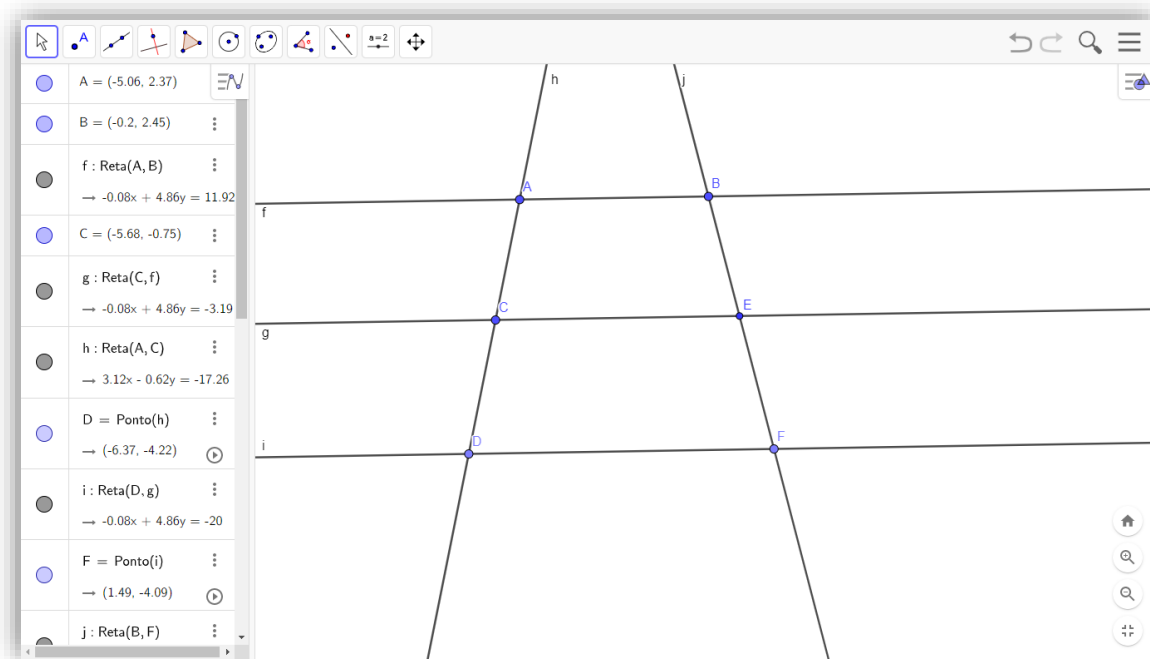 A
a=2
A = (-5.06, 2.37)
B = (-0.2, 2.45)
f : Reta(A, B)
→ -0.08x + 4.86y = 11.92
C = (-5.68, -0.75)
g : Reta(C, f)
→ -0.08x + 4.86y = -3.19
h : Reta(A, C)
→ 3.12x - 0.62y = -17.26
D = Ponto(h)
→ (-6.37, -4.22)
i : Reta(D, g)
→ -0.08x + 4.86y = -20
F = Ponto(i)
→ (1.49, -4.09)
j : Reta(B, F)
h
j
A
B
f
C
E
g
D
F
i